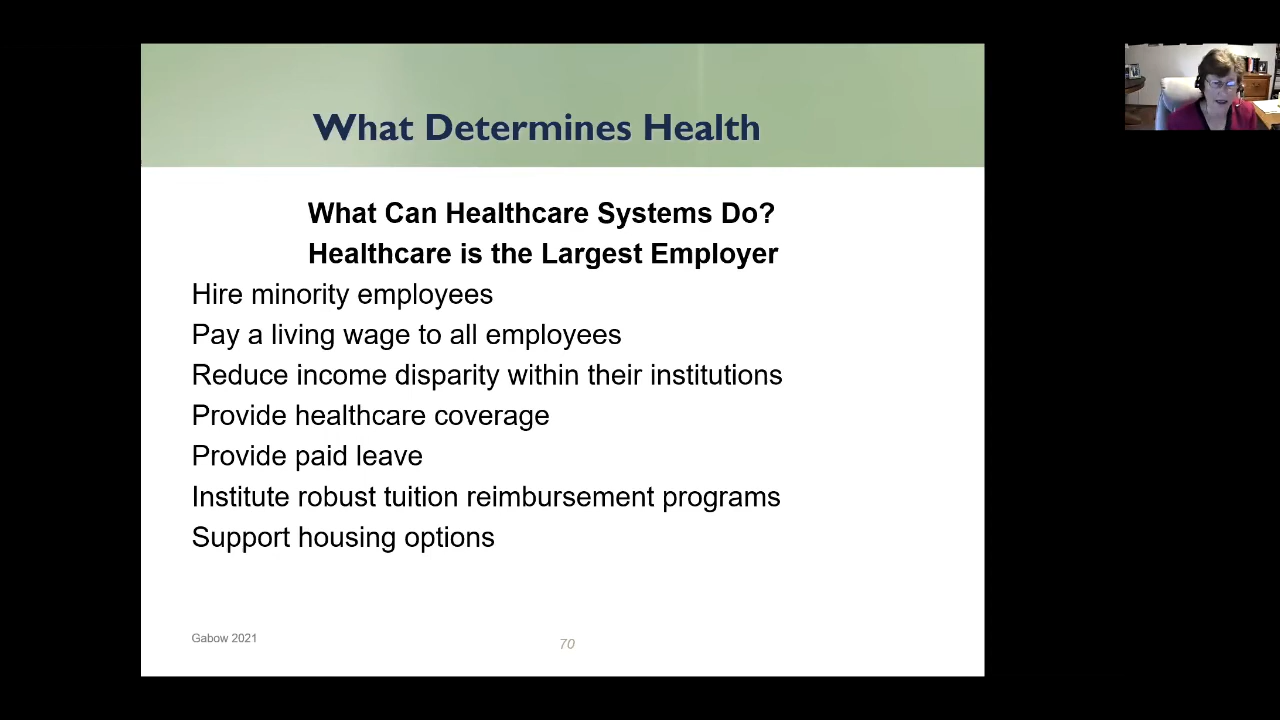 What Determines Health
What Can Healthcare Systems Do?
Healthcare is the Largest Employer
Hire minority employees
Pay a living wage to all employees
Reduce income disparity within their institutions
Provide healthcare coverage
Provide paid leave
Institute robust tuition reimbursement programs
Support housing options
Gabow 2021
70